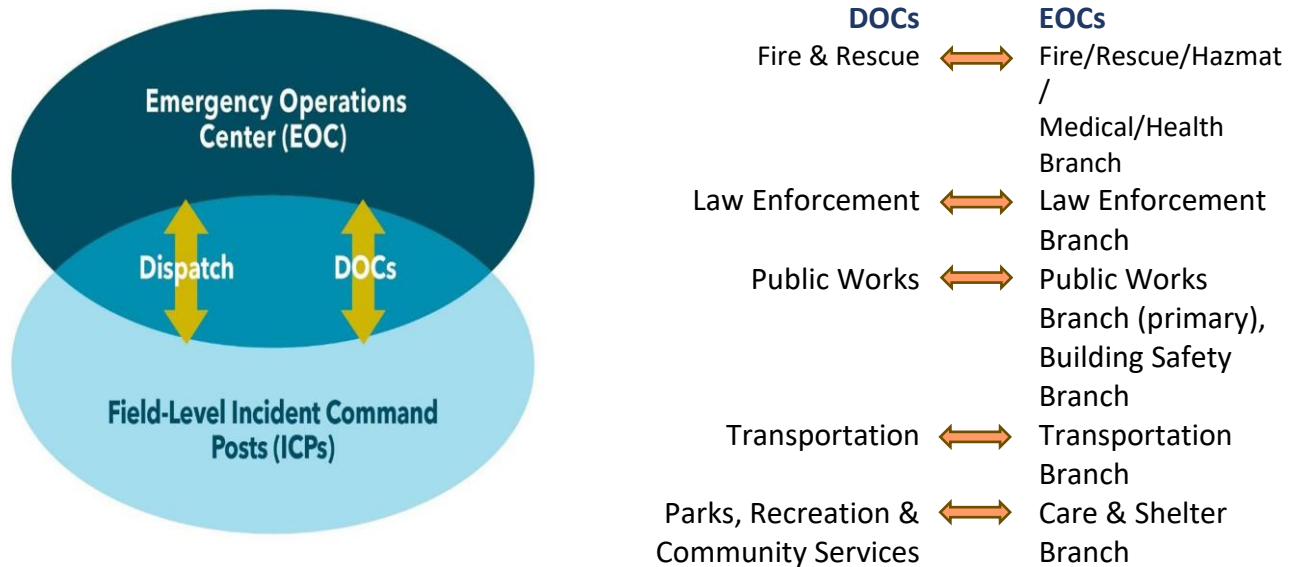 Emergency Operations
Center (EOC)
Dispatch
DOCs
Field-Level Incident Command
Posts (ICPs)
DOCs
EOCs
Fire & Rescue
Fire/Rescue/Hazmat
/
Medical/Health
Branch
Law Enforcement
Law Enforcement
Branch
Public Works
Public Works
Branch (primary),
Building Safety
Branch
Transportation
Transportation
Branch
Parks, Recreation &
Community Services
Care & Shelter
Branch